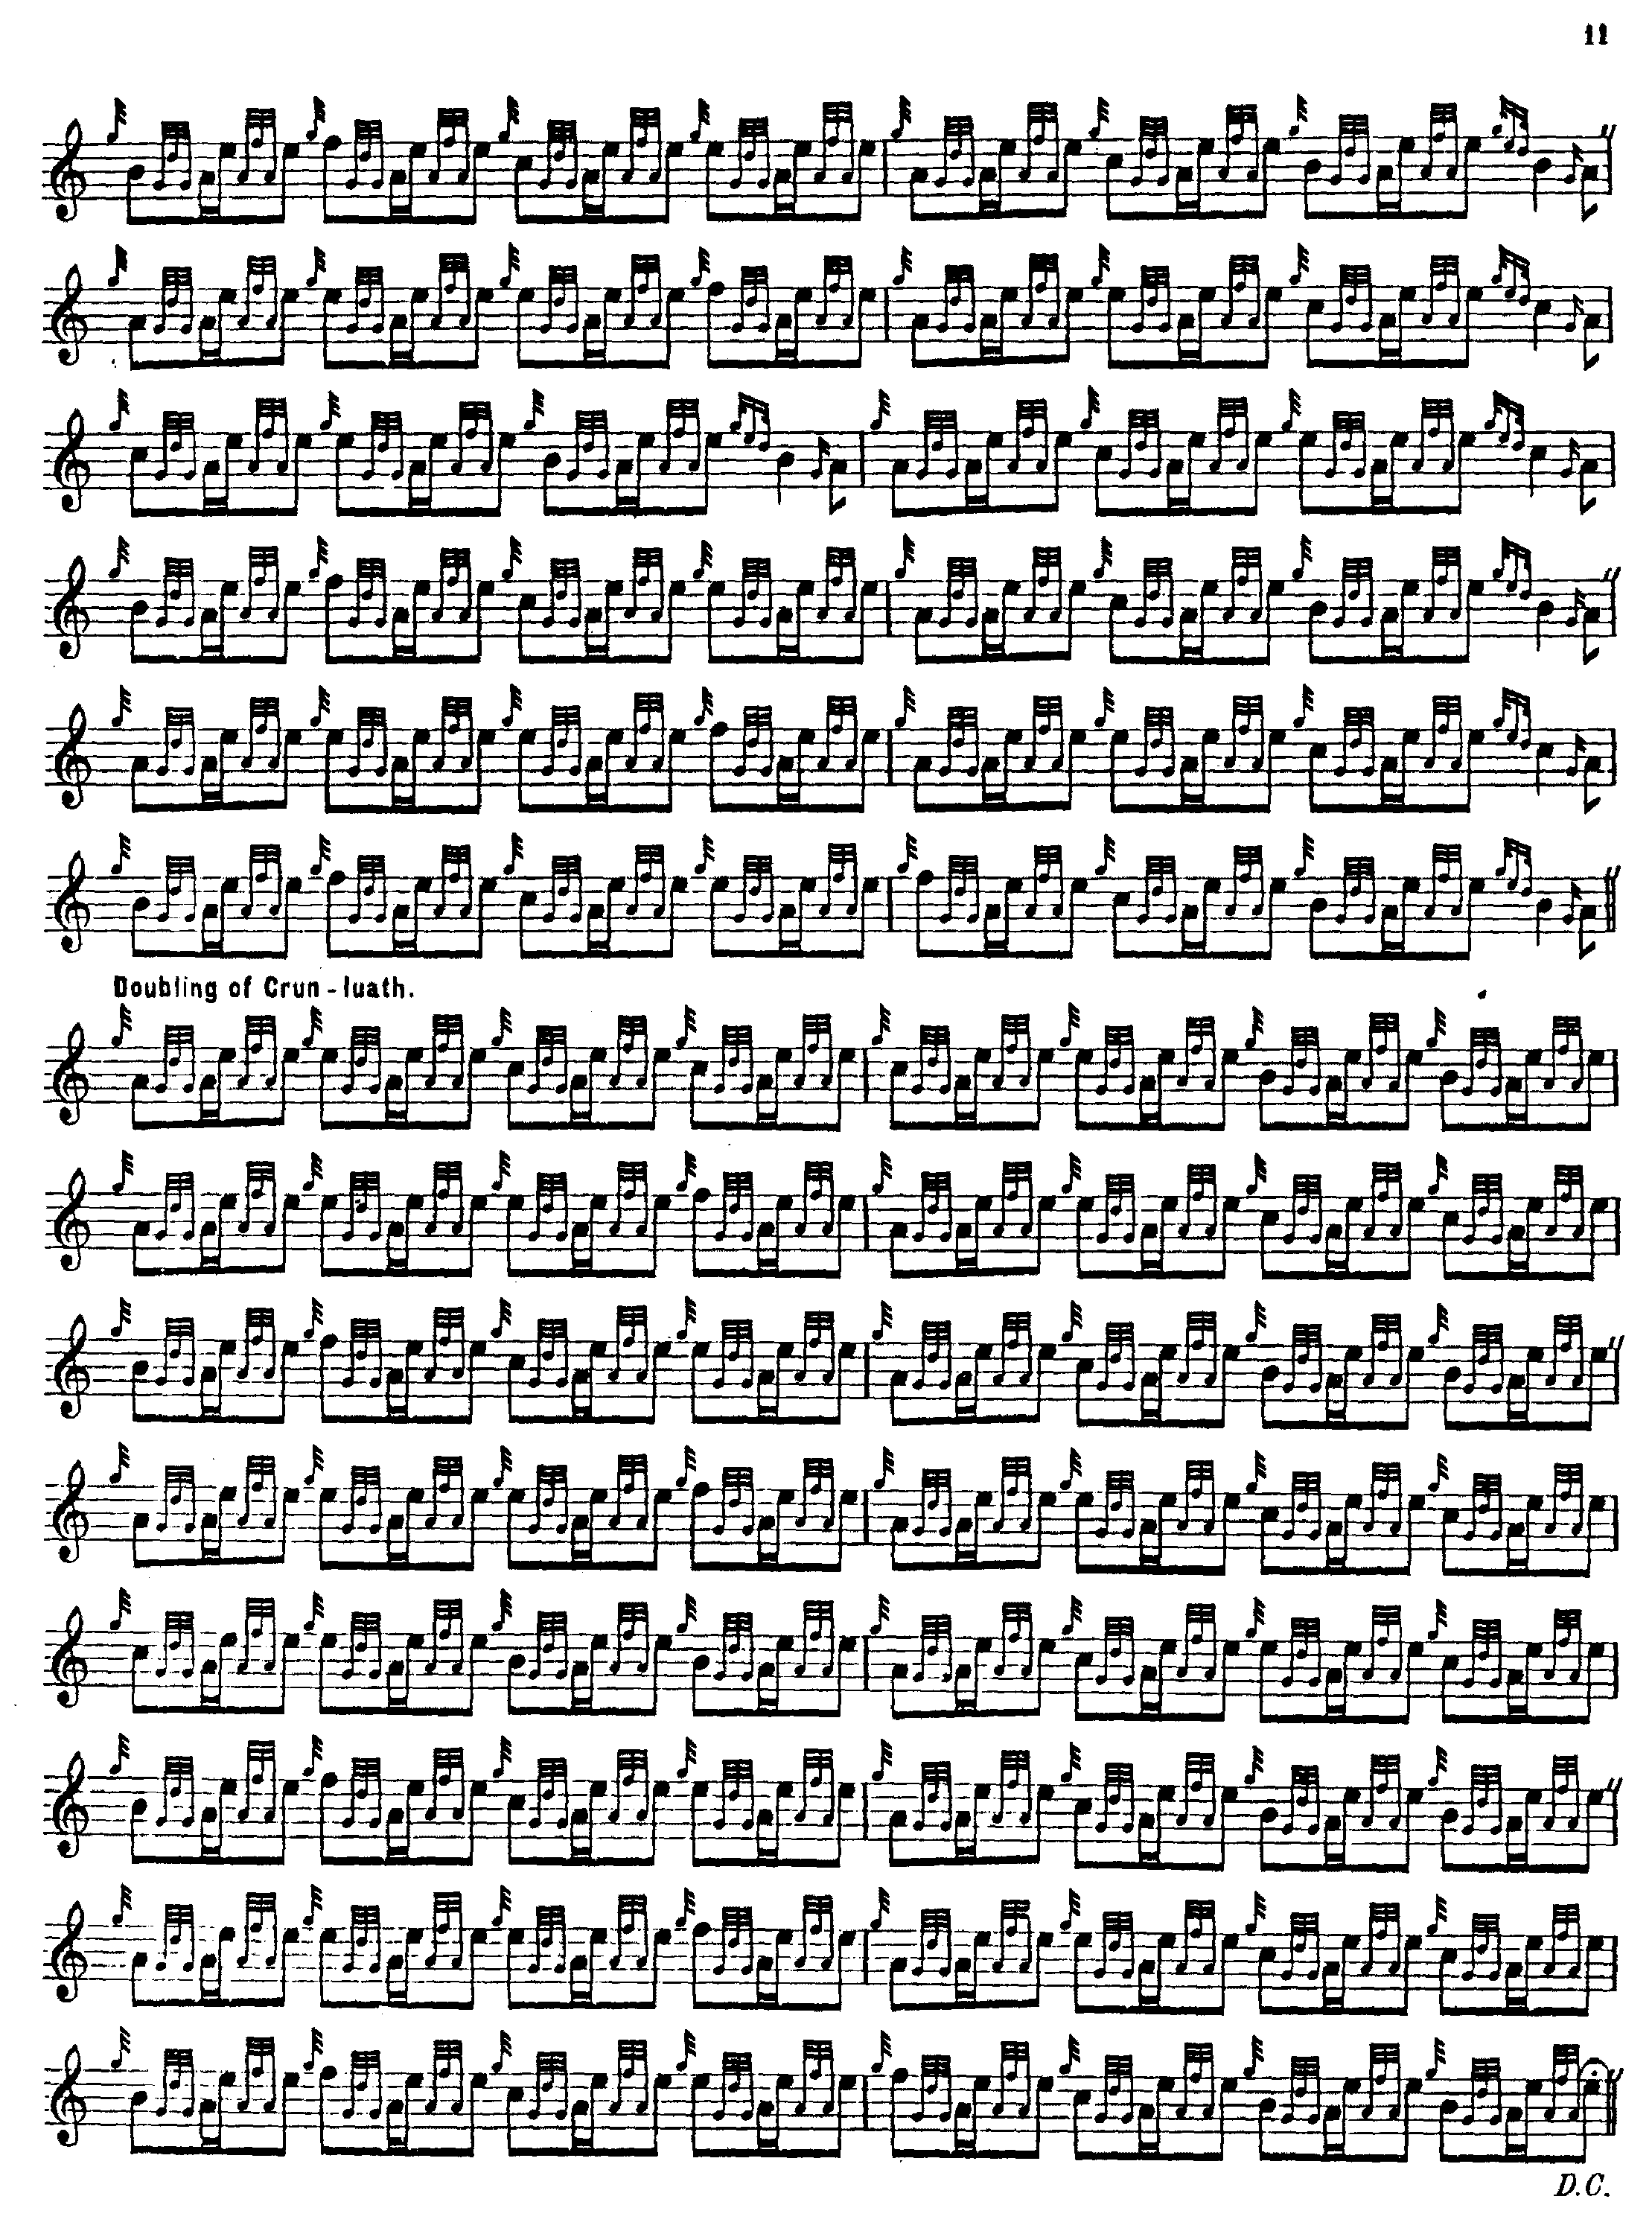 11
Doubling of Crun-luath.
D.C.